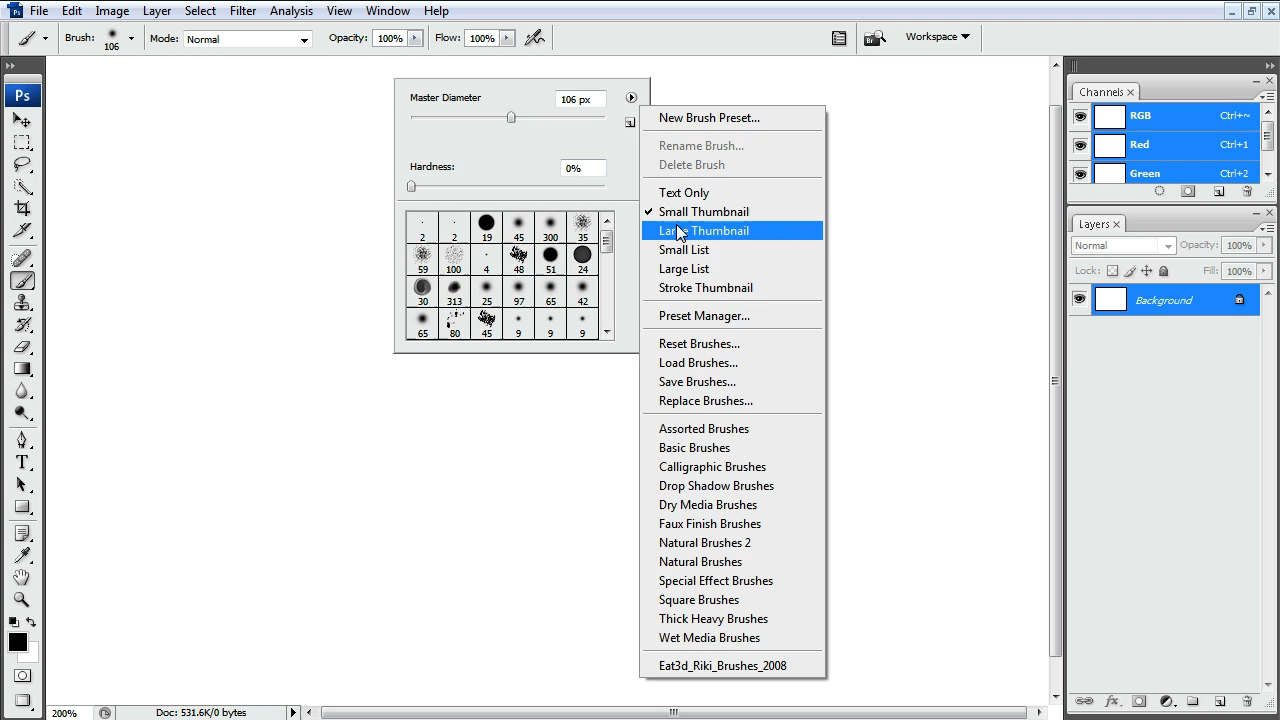 Ps File Edit Image Layer Select Filter Analysis View Window Help
Brush: 106 Mode: Normal Opacity: 100% Flow: 100% Br Workspace
Ps
Master Diameter 106 px
Hardness: 0%
2 2 19 45 300 35
59 100 4 48 51 24
30 313 25 97 65 42
65 80 45 9 9 9
New Brush Preset...
Rename Brush...
Delete Brush
Text Only
Small Thumbnail
Large Thumbnail
Small List
Large List
Stroke Thumbnail
Preset Manager...
Reset Brushes...
Load Brushes...
Save Brushes...
Replace Brushes...
Assorted Brushes
Basic Brushes
Calligraphic Brushes
Drop Shadow Brushes
Dry Media Brushes
Faux Finish Brushes
Natural Brushes 2
Natural Brushes
Special Effect Brushes
Square Brushes
Thick Heavy Brushes
Wet Media Brushes
Eat3d_Riki_Brushes_2008
Channels
RGB Ctrl+~
Red Ctrl+1
Green Ctrl+2
Layers
Normal Opacity: 100%
Lock: Fill: 100%
Background
200% Doc: 531.6K/0 bytes